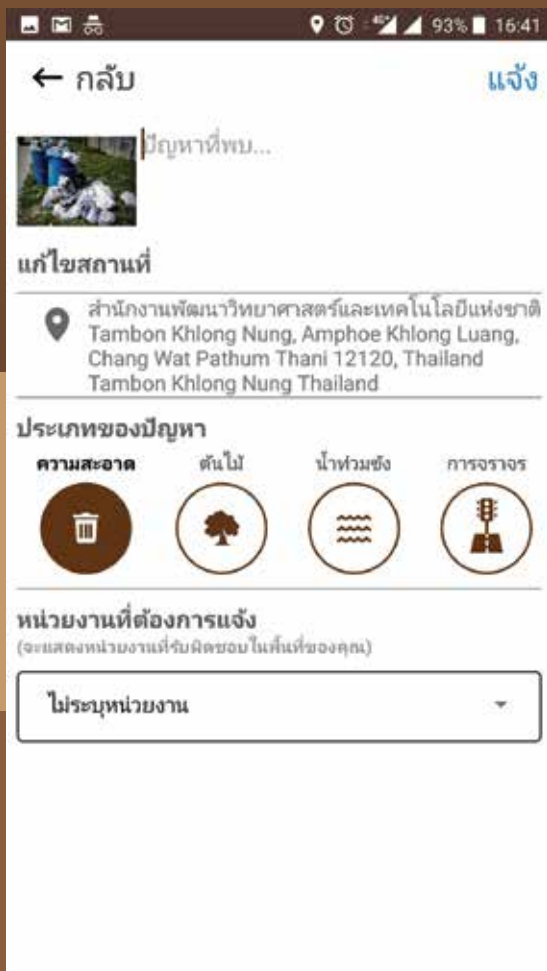 93% 16:41
← กลับ
แจ้ง
ปัญหาที่พบ...
แก้ไขสถานที่
สำนักงานพัฒนาวิทยาศาสตร์และเทคโนโลยีแห่งชาติ
Tambon Khlong Nung, Amphoe Khlong Luang,
Chang Wat Pathum Thani 12120, Thailand
Tambon Khlong Nung Thailand
ประเภทของปัญหา
ความสะอาด ต้นไม้ น้ำท่วมขัง การจราจร
หน่วยงานที่ต้องการแจ้ง
(จะแสดงหน่วยงานที่รับผิดชอบในพื้นที่ของคุณ)
ไม่ระบุหน่วยงาน